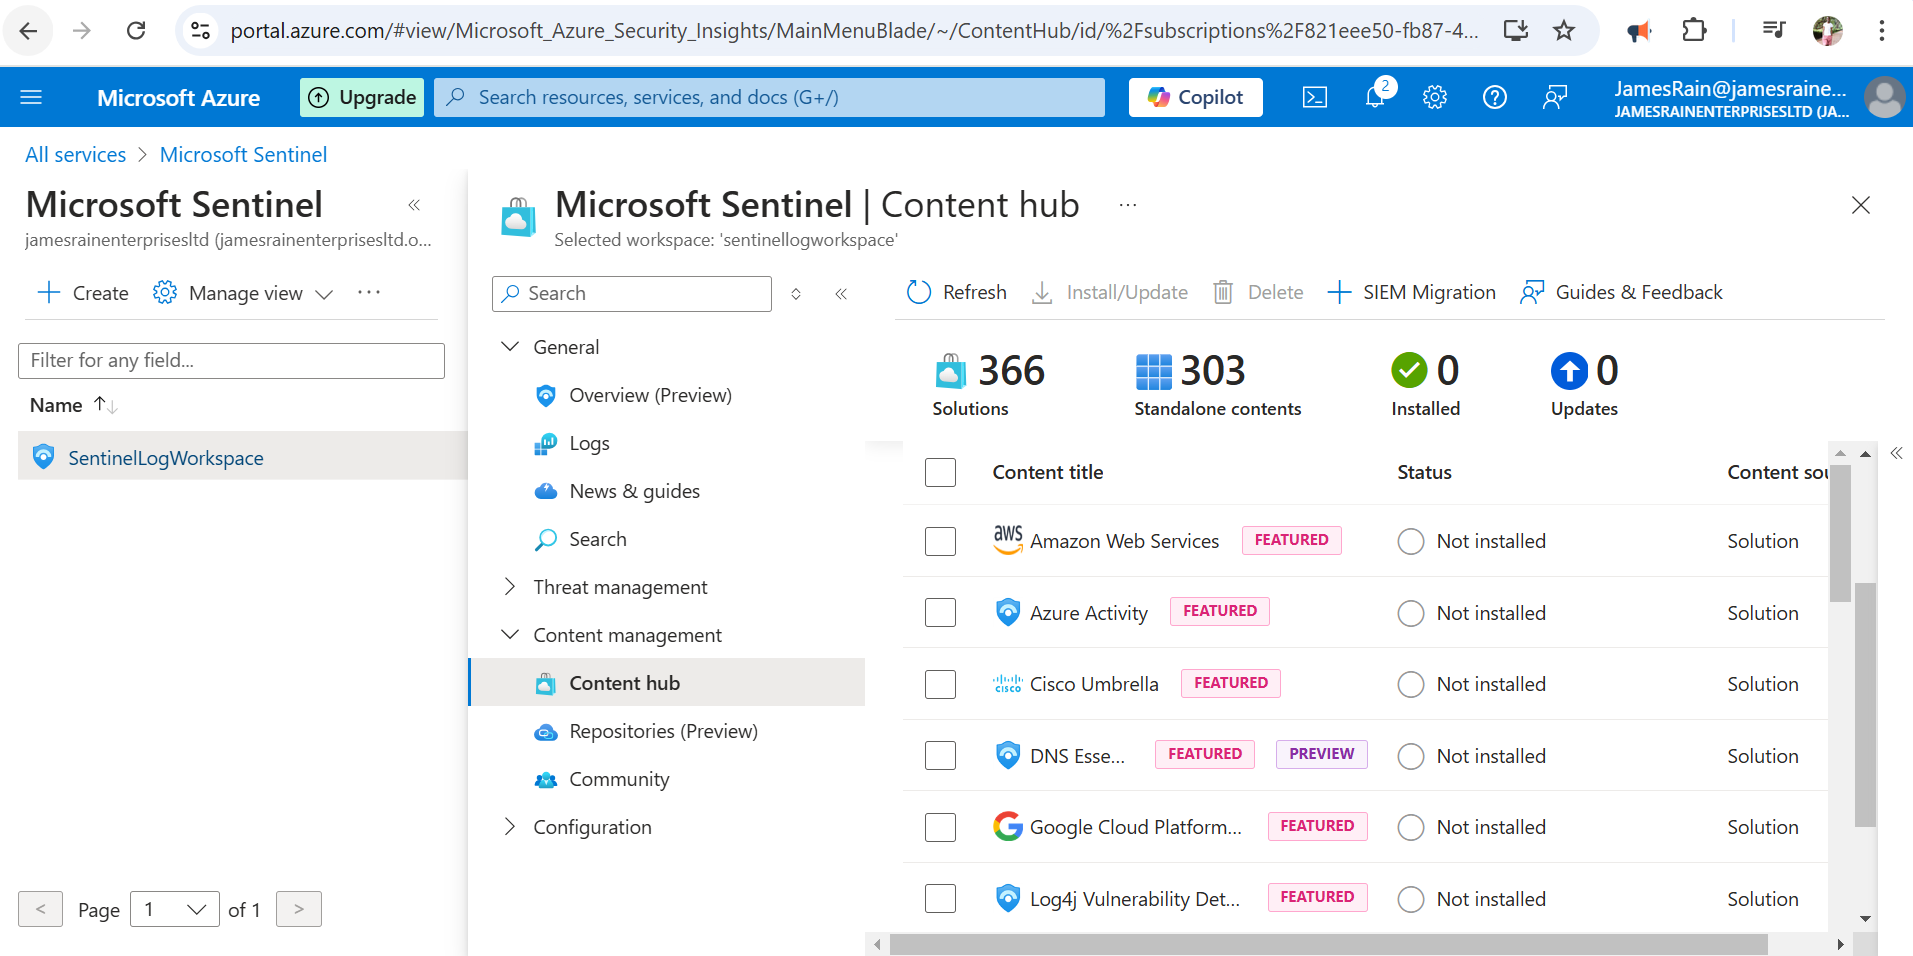 portal.azure.com/#view/Microsoft_Azure_Security_Insights/MainMenuBlade/~/ContentHub/id/%2Fsubscriptions%2F821eee50-fb87-4...
Microsoft Azure
Upgrade
Search resources, services, and docs (G+/)
Copilot
2
JamesRain@jamesraine...
JAMESRAINENTERPRISESLTD (JA...
All services > Microsoft Sentinel
Microsoft Sentinel
jamesrainenterprisesltd (jamesrainenterprisesltd.o...
Create
Manage view
Filter for any field...
Name
SentinelLogWorkspace
Page 1 of 1
Microsoft Sentinel | Content hub
Selected workspace: 'sentinellogworkspace'
Search
General
Overview (Preview)
Logs
News & guides
Search
Threat management
Content management
Content hub
Repositories (Preview)
Community
Configuration
Refresh
Install/Update
Delete
SIEM Migration
Guides & Feedback
366
Solutions
303
Standalone contents
0
Installed
0
Updates
Content title Status Content sou
aws Amazon Web Services FEATURED Not installed Solution
Azure Activity FEATURED Not installed Solution
CISCO Cisco Umbrella FEATURED Not installed Solution
DNS Esse... FEATURED PREVIEW Not installed Solution
Google Cloud Platform... FEATURED Not installed Solution
Log4j Vulnerability Det... FEATURED Not installed Solution